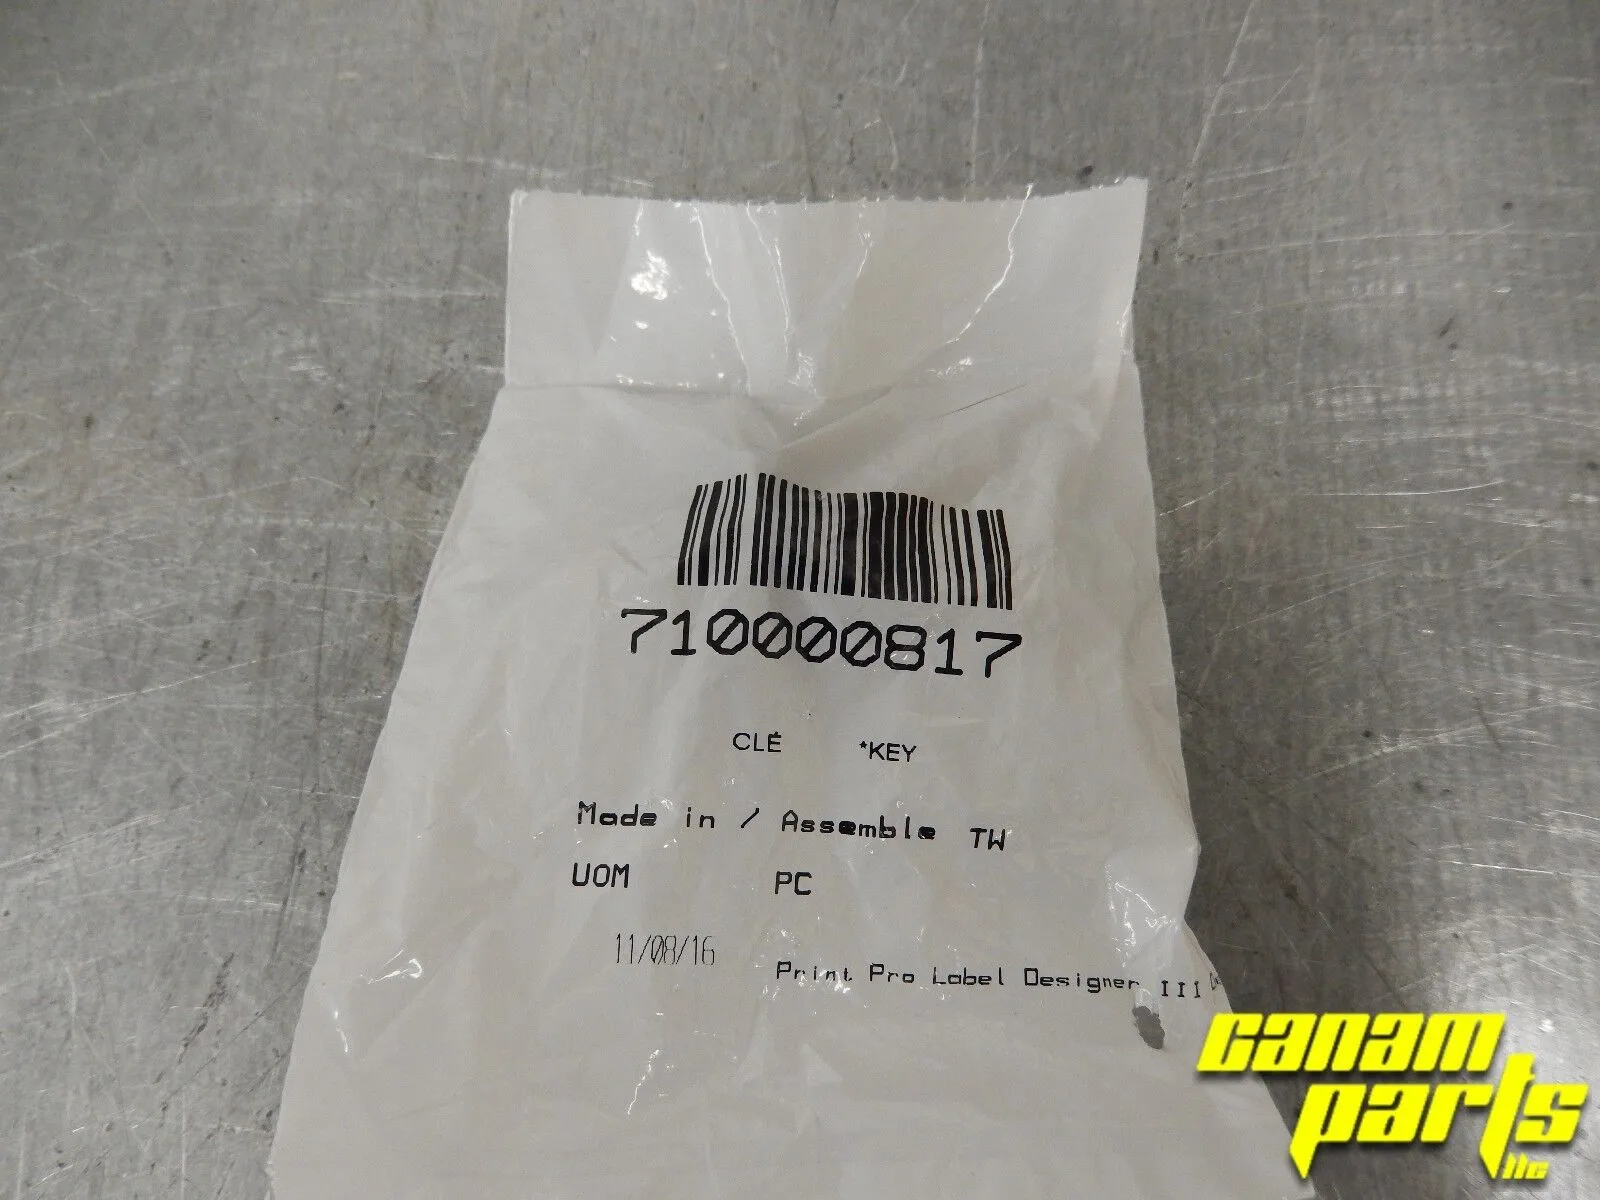 710000817
CLÉ *KEY
Made in / Assemble TW
UOM PC
11/08/16 Print Pro Label Designer III
canam
parts
llc